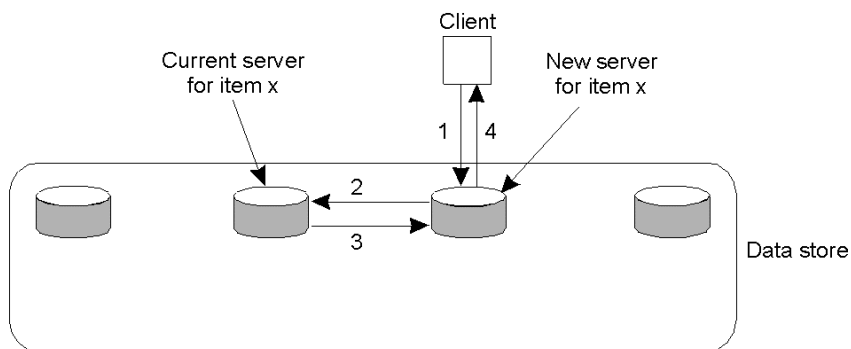 Client
Current server
for item x
New server
for item x
1
4
2
3
Data store